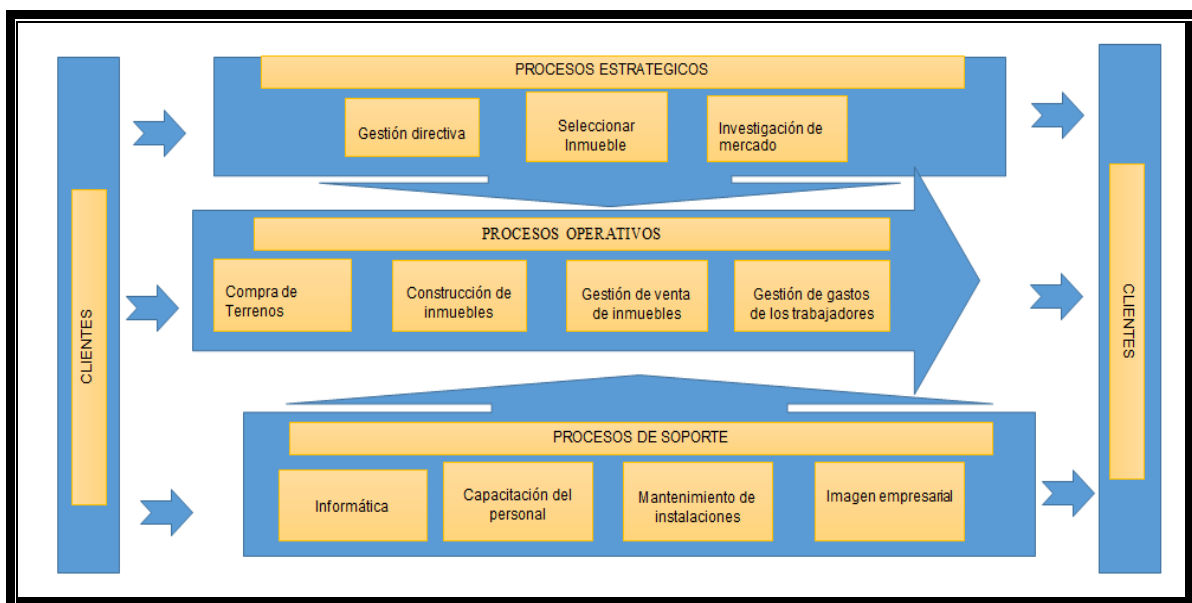 PROCESOS ESTRATEGICOS
Gestión directiva
Seleccionar
Inmueble
Investigación de
mercado
CLIENTES
PROCESOS OPERATIVOS
Compra de
Terrenos
Construcción de
inmuebles
Gestión de venta
de inmuebles
Gestión de gastos
de los trabajadores
CLIENTES
PROCESOS DE SOPORTE
Informática
Capacitación del
personal
Mantenimiento de
instalaciones
Imagen empresarial